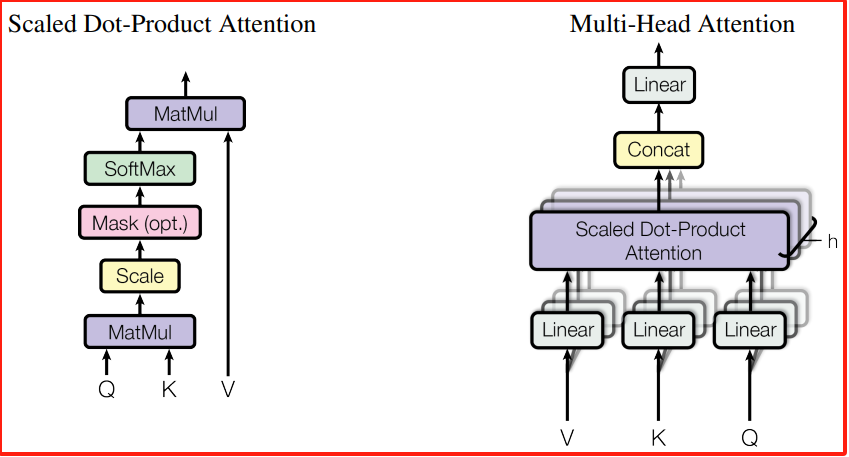 Scaled Dot-Product Attention
MatMul
SoftMax
Mask (opt.)
Scale
MatMul
Q K V
Multi-Head Attention
Linear
Concat
Scaled Dot-Product
Attention
h
Linear Linear Linear
V K Q